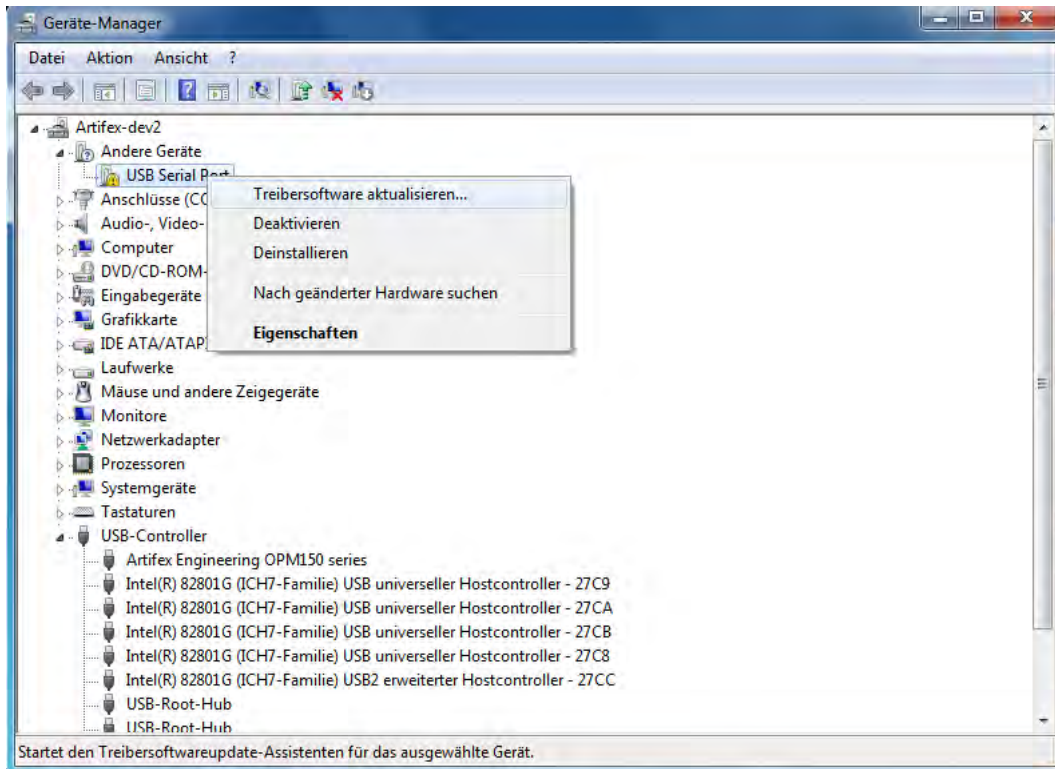 Geräte-Manager
Datei Aktion Ansicht ?
Artifex-dev2
Andere Geräte
USB Serial Port
Treibersoftware aktualisieren...
Anschlüsse (CO
Audio-, Video-
Deaktivieren
Computer
Deinstallieren
DVD/CD-ROM-
Eingabegeräte
Nach geänderter Hardware suchen
Grafikkarte
Eigenschaften
IDE ATA/ATAP
Laufwerke
Mäuse und andere Zeigegeräte
Monitore
Netzwerkadapter
Prozessoren
Systemgeräte
Tastaturen
USB-Controller
Artifex Engineering OPM150 series
Intel(R) 82801G (ICH7-Familie) USB universeller Hostcontroller - 27C9
Intel(R) 82801G (ICH7-Familie) USB universeller Hostcontroller - 27CA
Intel(R) 82801G (ICH7-Familie) USB universeller Hostcontroller - 27CB
Intel(R) 82801G (ICH7-Familie) USB universeller Hostcontroller - 27C8
Intel(R) 82801G (ICH7-Familie) USB2 erweiterter Hostcontroller - 27CC
USB-Root-Hub
USB-Root-Hub
Startet den Treibersoftwareupdate-Assistenten für das ausgewählte Gerät.